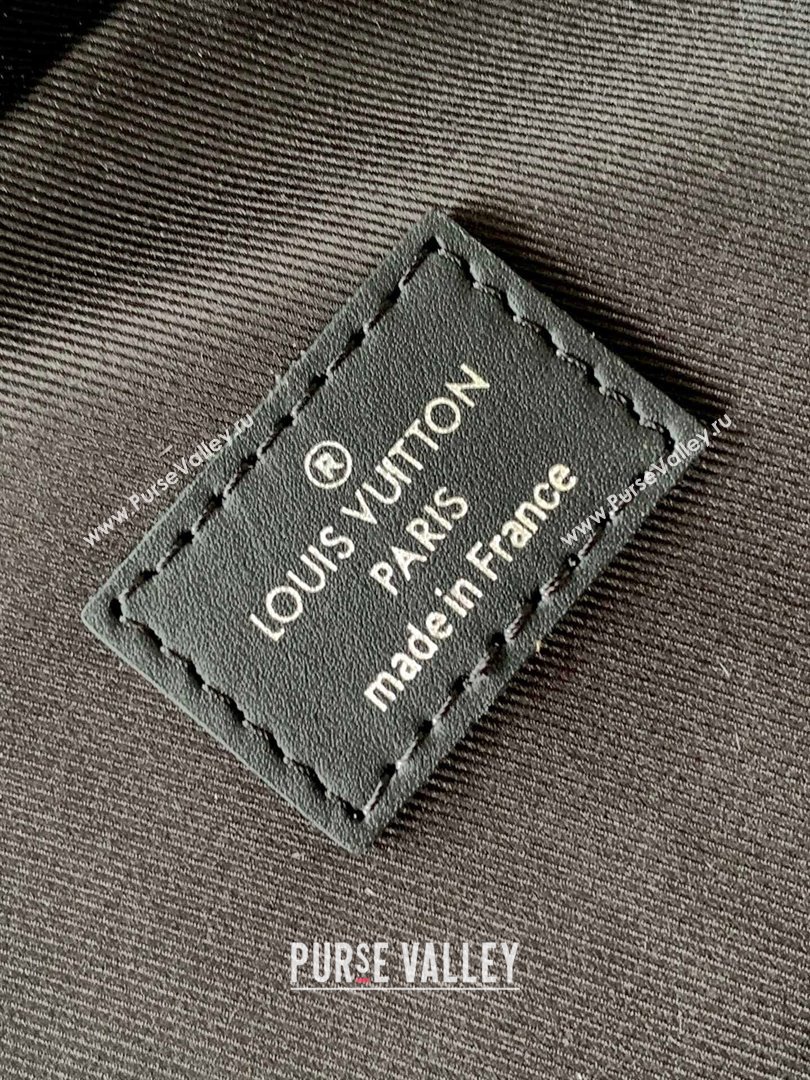 ®
LOUIS VUITTON
PARIS
made in France
www.PurseValley.ru
www.PurseValley.ru
PURSE VALLEY